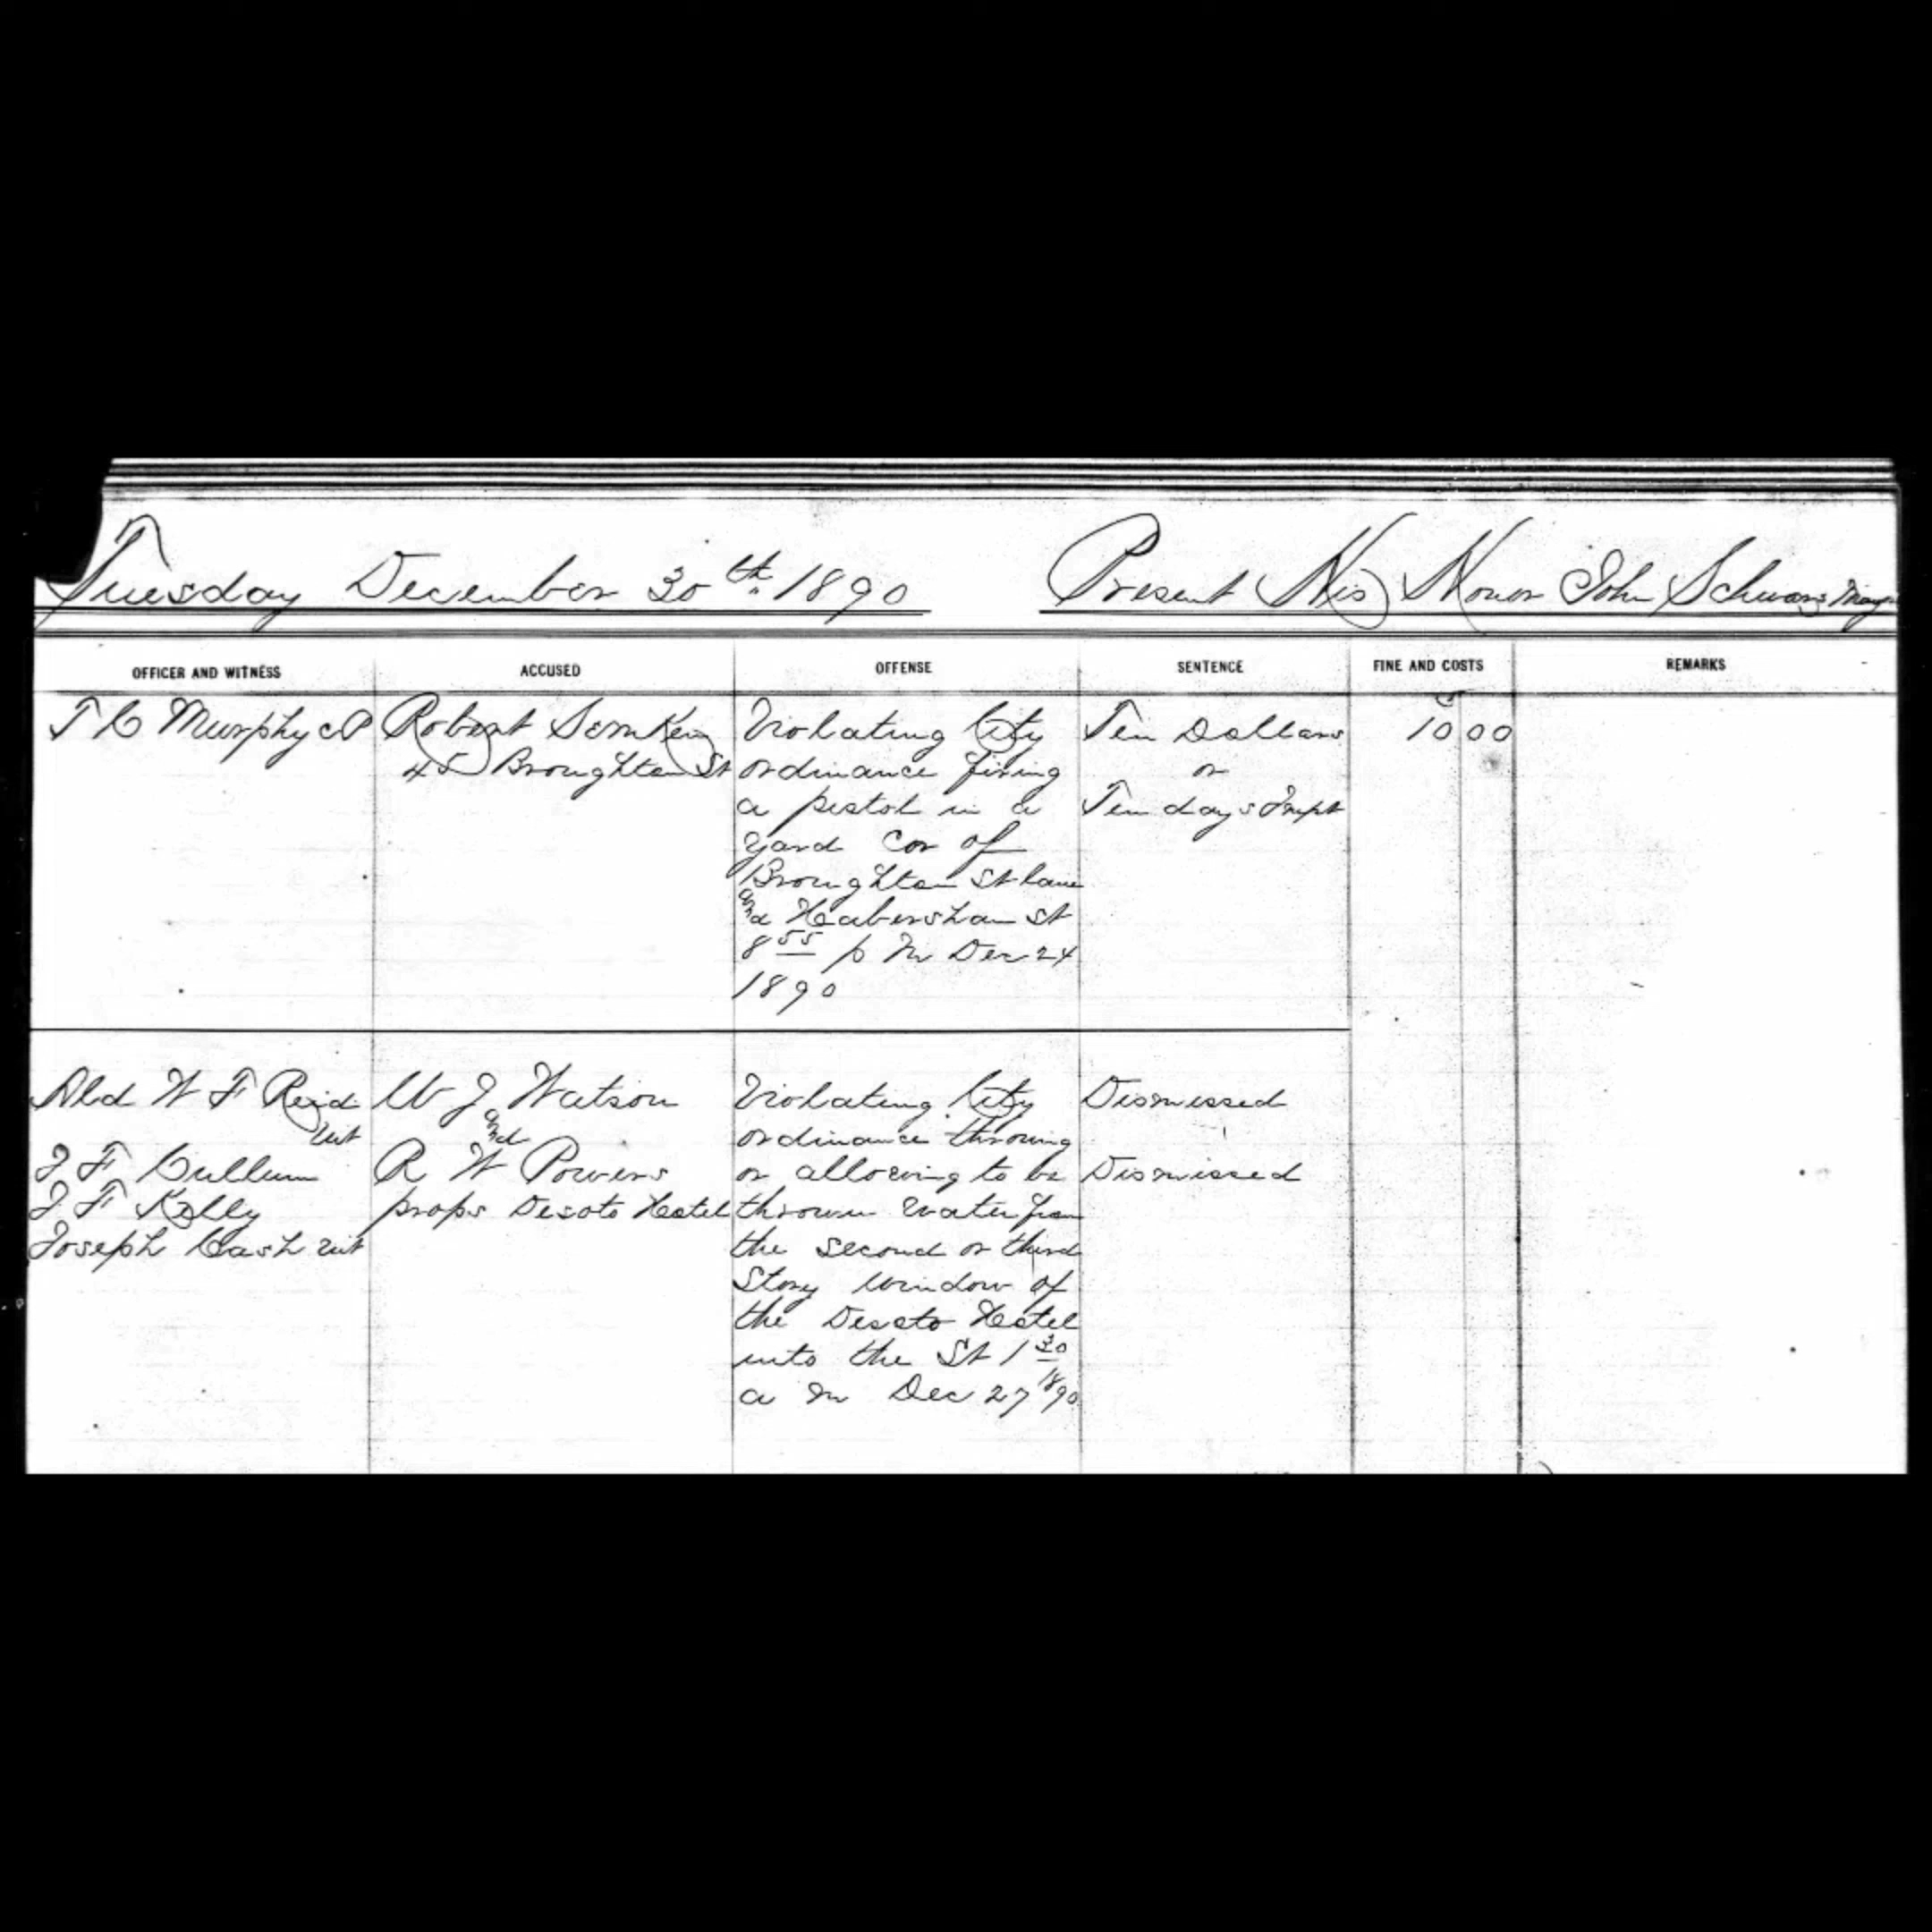 Tuesday December 30th 1890 Present His Honor John Schwarz Mayor
OFFICER AND WITNESS ACCUSED OFFENSE SENTENCE FINE AND COSTS REMARKS
T C Murphy Robert Semken Violating City Ten Dollars 10 00
45 Broughton St ordinance firing or
a pistol in a Ten days Impt
yard cor of
Broughton St lane
and Habersham St
8 55 p m Dec 24
1890
Ald W F Reid W J Watson Violating City Dismissed
wit and ordinance throwing
J F Cullum R W Powers or allowing to be Dismissed
J F Kelly props Desoto Hotel thrown water from
Joseph Cash wit the second or third
Story window of
the Desoto Hotel
into the St 1 30
a m Dec 27 1890